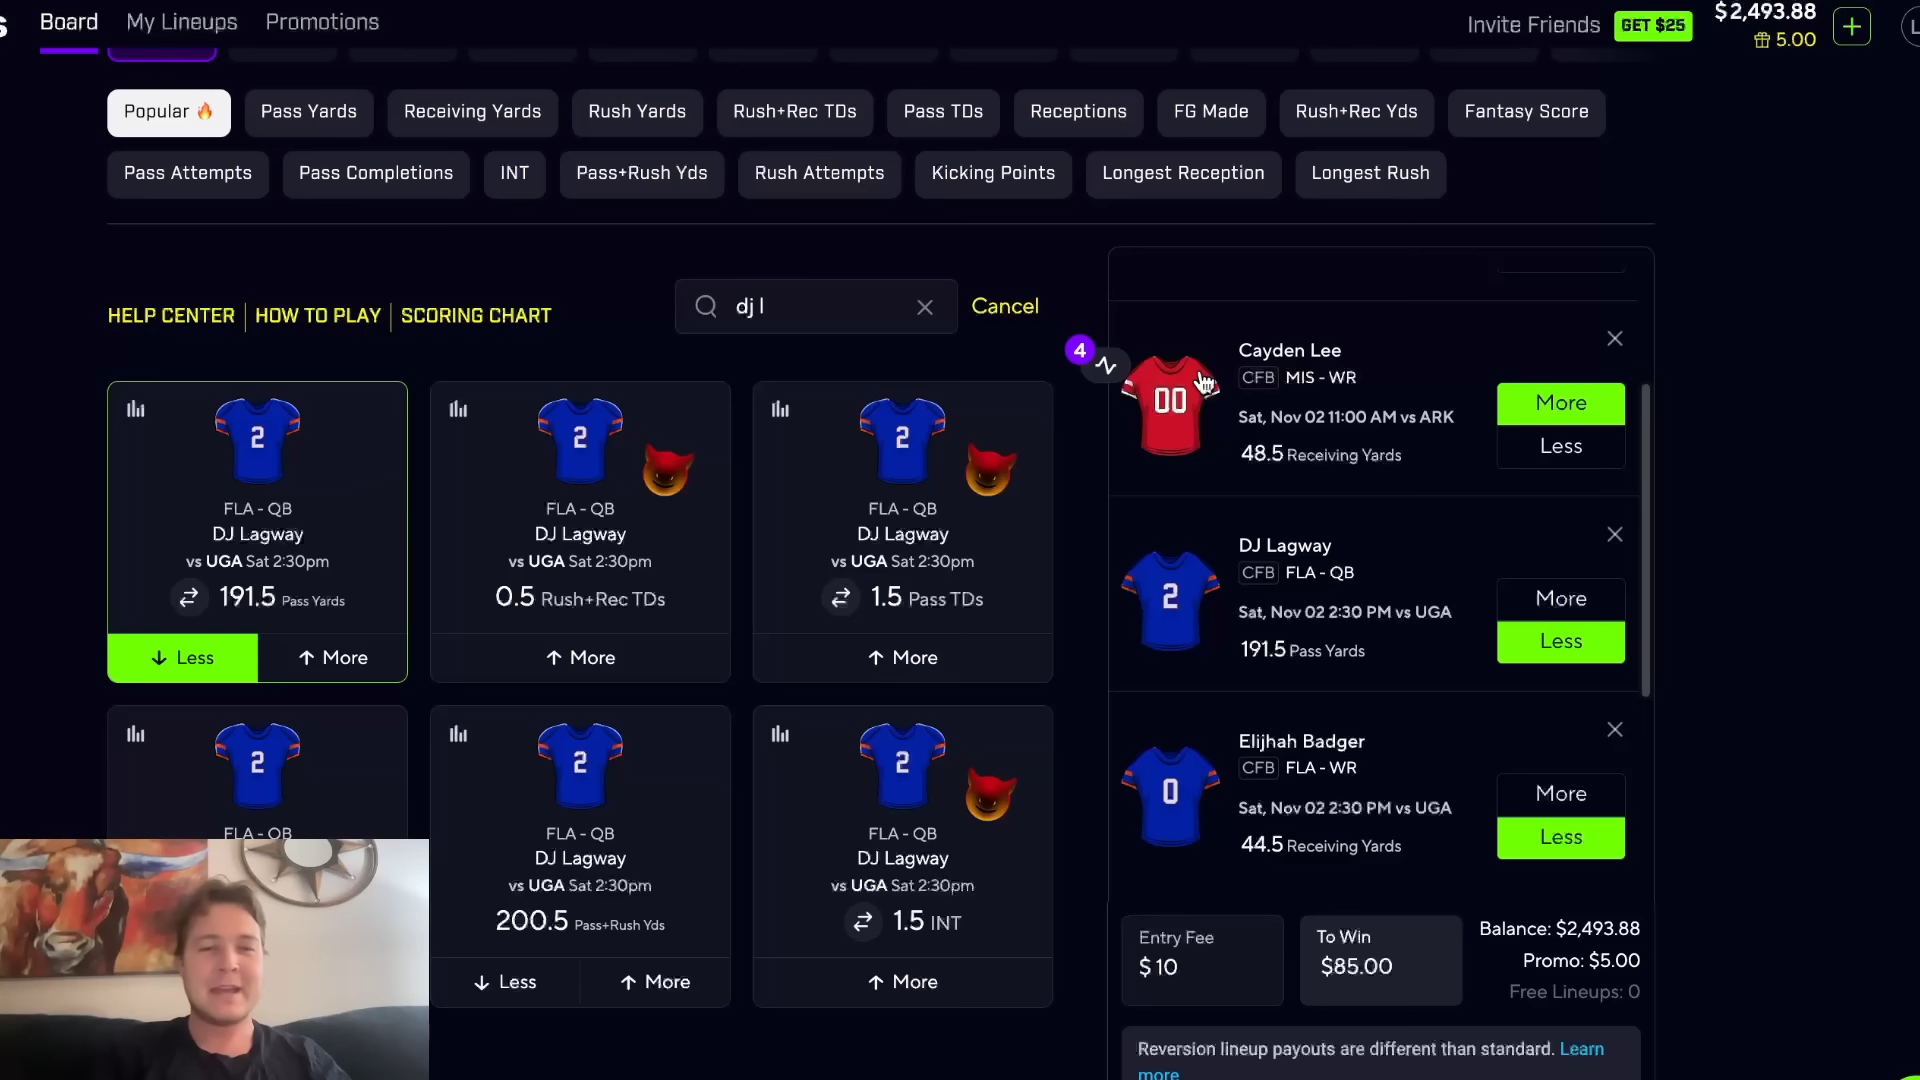 s
Board My Lineups Promotions
Invite Friends GET $25
$2,493.88
5.00
L
Popular 🔥 Pass Yards Receiving Yards Rush Yards Rush+Rec TDs Pass TDs Receptions FG Made Rush+Rec Yds Fantasy Score
Pass Attempts Pass Completions INT Pass+Rush Yds Rush Attempts Kicking Points Longest Reception Longest Rush
HELP CENTER HOW TO PLAY SCORING CHART
dj l
Cancel
2
FLA - QB
DJ Lagway
vs UGA Sat 2:30pm
191.5 Pass Yards
Less More
2
FLA - QB
DJ Lagway
vs UGA Sat 2:30pm
0.5 Rush+Rec TDs
More
2
FLA - QB
DJ Lagway
vs UGA Sat 2:30pm
1.5 Pass TDs
More
2
FLA - QB
2
FLA - QB
DJ Lagway
vs UGA Sat 2:30pm
200.5 Pass+Rush Yds
Less More
2
FLA - QB
DJ Lagway
vs UGA Sat 2:30pm
1.5 INT
More
4
00
Cayden Lee
CFB MIS - WR
Sat, Nov 02 11:00 AM vs ARK
48.5 Receiving Yards
More
Less
2
DJ Lagway
CFB FLA - QB
Sat, Nov 02 2:30 PM vs UGA
191.5 Pass Yards
More
Less
0
Elijhah Badger
CFB FLA - WR
Sat, Nov 02 2:30 PM vs UGA
44.5 Receiving Yards
More
Less
Entry Fee
$10
To Win
$85.00
Balance: $2,493.88
Promo: $5.00
Free Lineups: 0
Reversion lineup payouts are different than standard. Learn
more